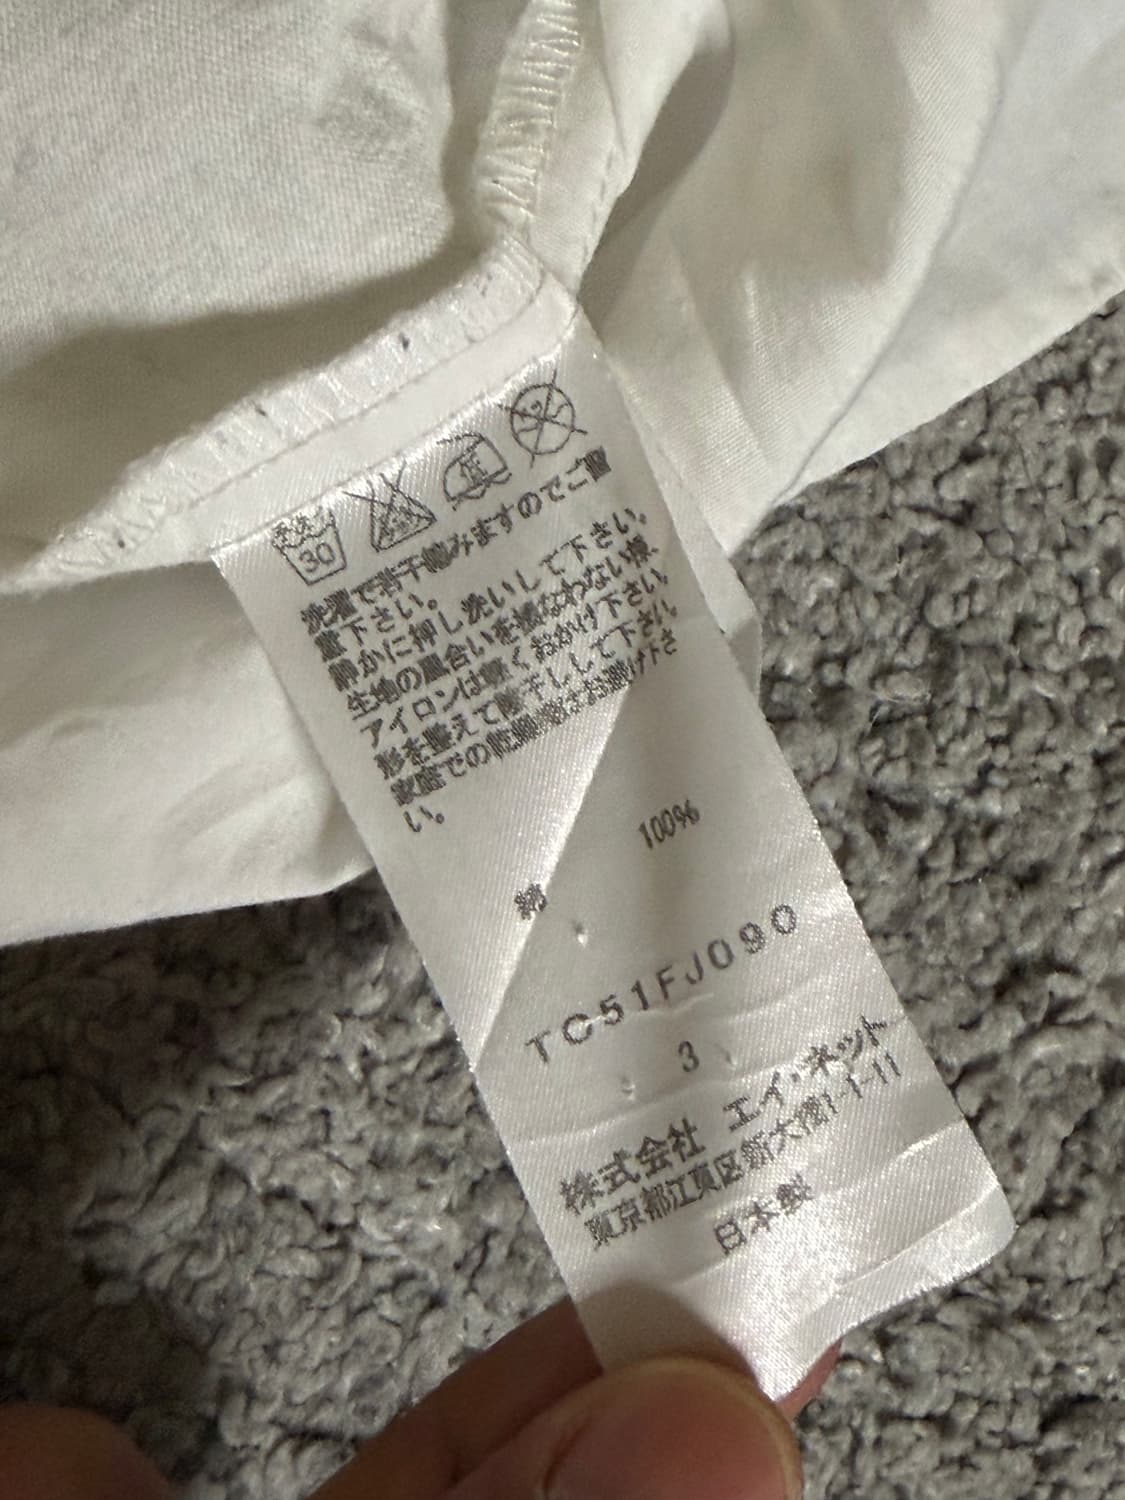 手洗イ
30
中
洗濯で若干縮みますのでご留
意下さい。
静かに押し洗いして下さい。
生地の風合いを損なわない様、
アイロンは軽くおかけ下さい。
形を整えて陰干しして下さい。
家庭での乾燥機はお避け下さ
い。
綿 100%
TC51FJ090
3
株式会社 エイ・ネット
東京都江東区新大橋1-1-11
日本製